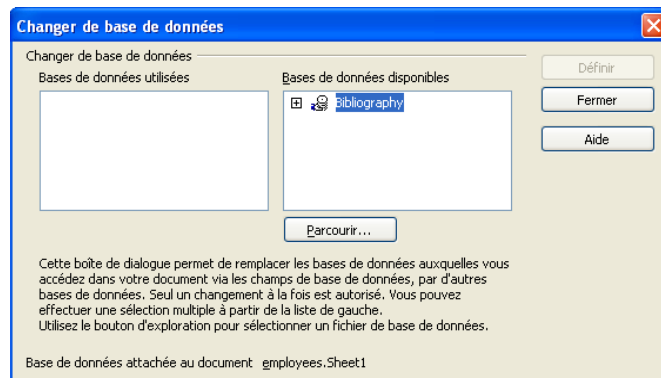 Changer de base de données
Changer de base de données
Bases de données utilisées
Bases de données disponibles
Bibliography
Définir
Fermer
Aide
Parcourir...
Cette boîte de dialogue permet de remplacer les bases de données auxquelles vous
accédez dans votre document via les champs de base de données, par d'autres
bases de données. Seul un changement à la fois est autorisé. Vous pouvez
effectuer une sélection multiple à partir de la liste de gauche.
Utilisez le bouton d'exploration pour sélectionner un fichier de base de données.
Base de données attachée au document employees.Sheet1